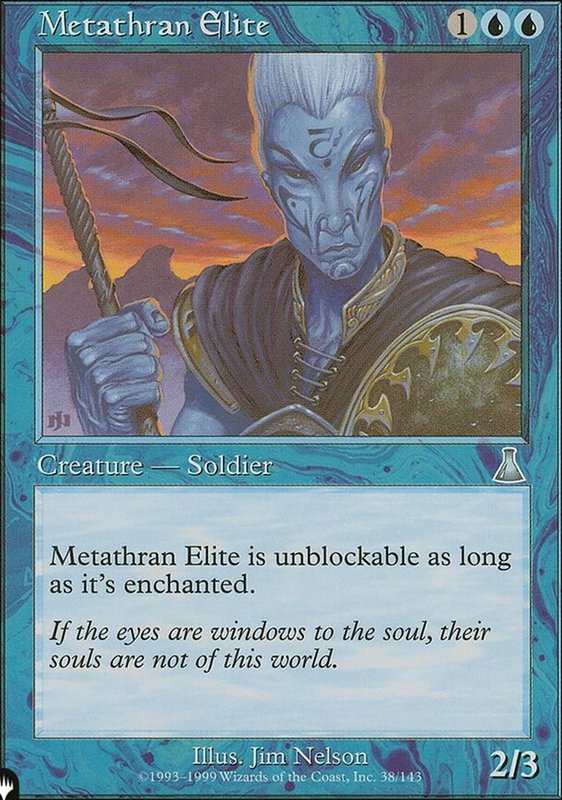 Metathran Elite 1
Creature — Soldier
Metathran Elite is unblockable as long
as it's enchanted.
If the eyes are windows to the soul, their
souls are not of this world.
Illus. Jim Nelson
©1993-1999 Wizards of the Coast, Inc. 38/143
2/3